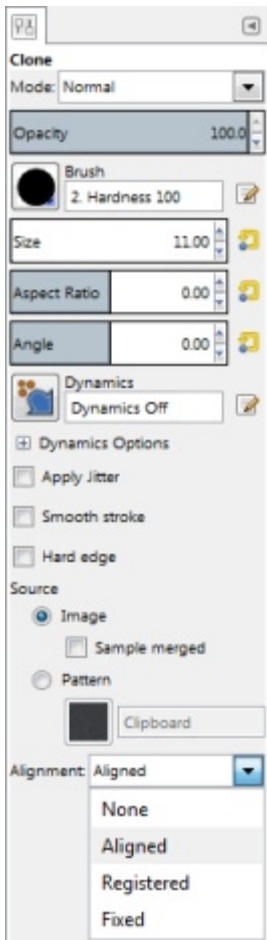 Clone
Mode: Normal
Opacity 100.0
Brush
2. Hardness 100
Size 11.00
Aspect Ratio 0.00
Angle 0.00
Dynamics
Dynamics Off
Dynamics Options
Apply Jitter
Smooth stroke
Hard edge
Source
Image
Sample merged
Pattern
Clipboard
Alignment: Aligned
None
Aligned
Registered
Fixed